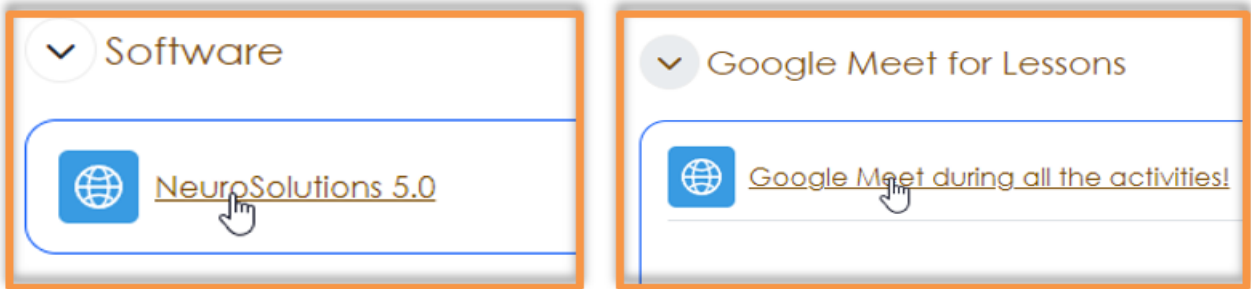 Software
NeuroSolutions 5.0
Google Meet for Lessons
Google Meet during all the activities!